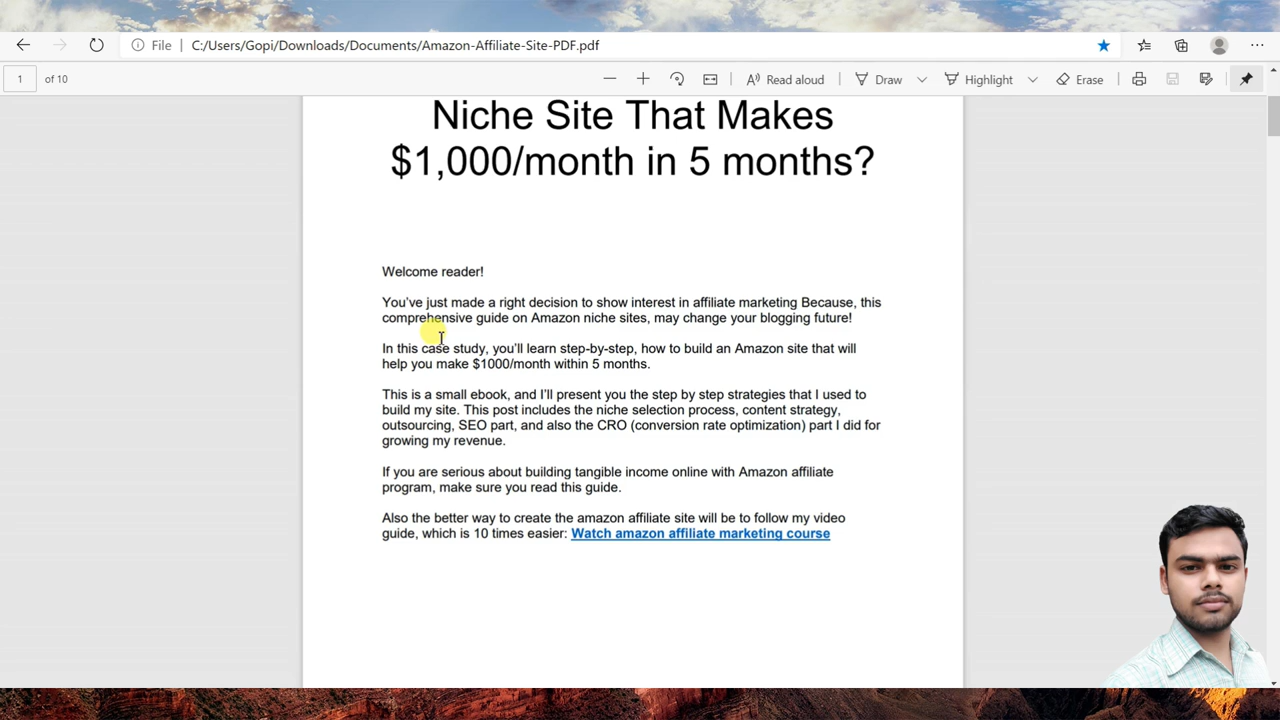 File
C:/Users/Gopi/Downloads/Documents/Amazon-Affiliate-Site-PDF.pdf
1 of 10
Read aloud
Draw
Highlight
Erase
Niche Site That Makes
$1,000/month in 5 months?
Welcome reader!
You’ve just made a right decision to show interest in affiliate marketing Because, this
comprehensive guide on Amazon niche sites, may change your blogging future!
In this case study, you’ll learn step-by-step, how to build an Amazon site that will
help you make $1000/month within 5 months.
This is a small ebook, and I’ll present you the step by step strategies that I used to
build my site. This post includes the niche selection process, content strategy,
outsourcing, SEO part, and also the CRO (conversion rate optimization) part I did for
growing my revenue.
If you are serious about building tangible income online with Amazon affiliate
program, make sure you read this guide.
Also the better way to create the amazon affiliate site will be to follow my video
guide, which is 10 times easier: Watch amazon affiliate marketing course